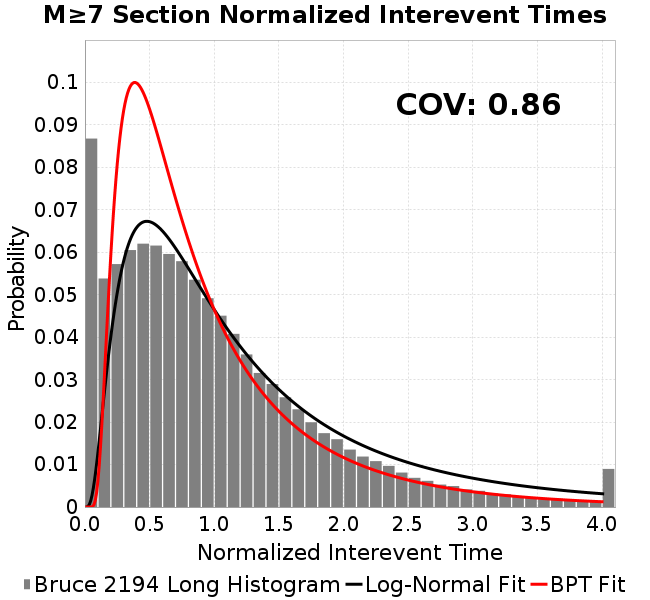 M≥7 Section Normalized Interevent Times
COV: 0.86
Probability
0.1
0.09
0.08
0.07
0.06
0.05
0.04
0.03
0.02
0.01
0
0.0 0.5 1.0 1.5 2.0 2.5 3.0 3.5 4.0
Normalized Interevent Time
Bruce 2194 Long Histogram Log-Normal Fit BPT Fit